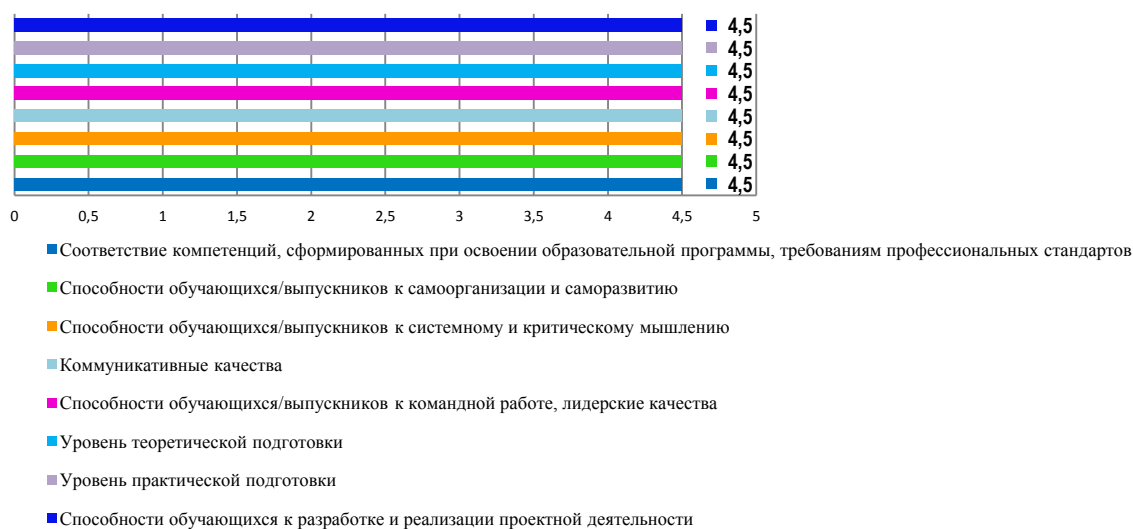 4,5
4,5
4,5
4,5
4,5
4,5
4,5
4,5
0 0,5 1 1,5 2 2,5 3 3,5 4 4,5 5
Соответствие компетенций, сформированных при освоении образовательной программы, требованиям профессиональных стандартов
Способности обучающихся/выпускников к самоорганизации и саморазвитию
Способности обучающихся/выпускников к системному и критическому мышлению
Коммуникативные качества
Способности обучающихся/выпускников к командной работе, лидерские качества
Уровень теоретической подготовки
Уровень практической подготовки
Способности обучающихся к разработке и реализации проектной деятельности